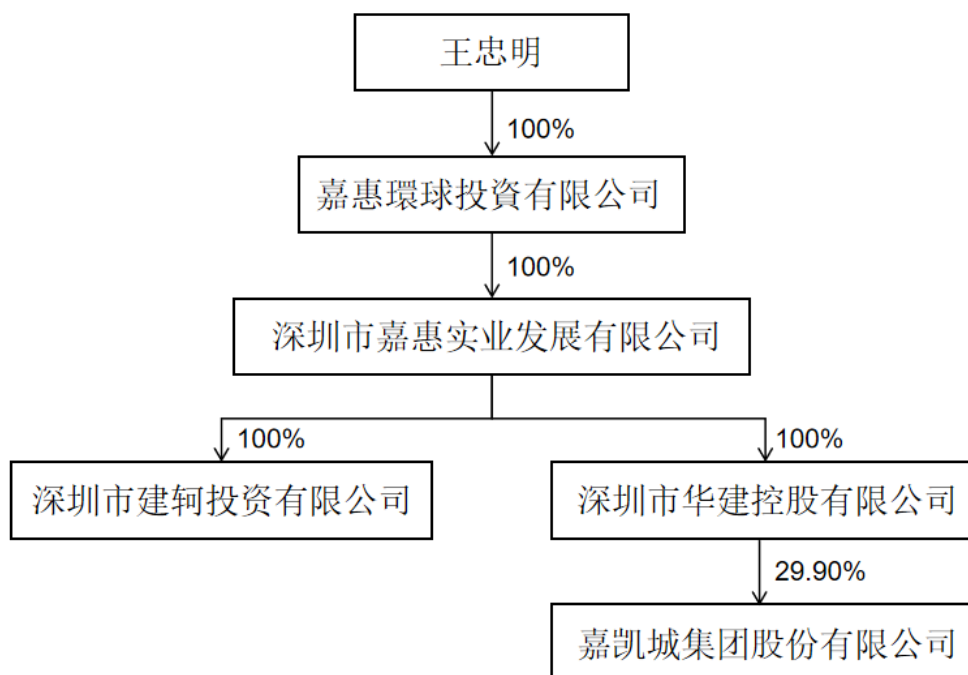 王忠明
100%
嘉惠環球投資有限公司
100%
深圳市嘉惠实业发展有限公司
100%
100%
深圳市建轲投资有限公司
深圳市华建控股有限公司
29.90%
嘉凯城集团股份有限公司